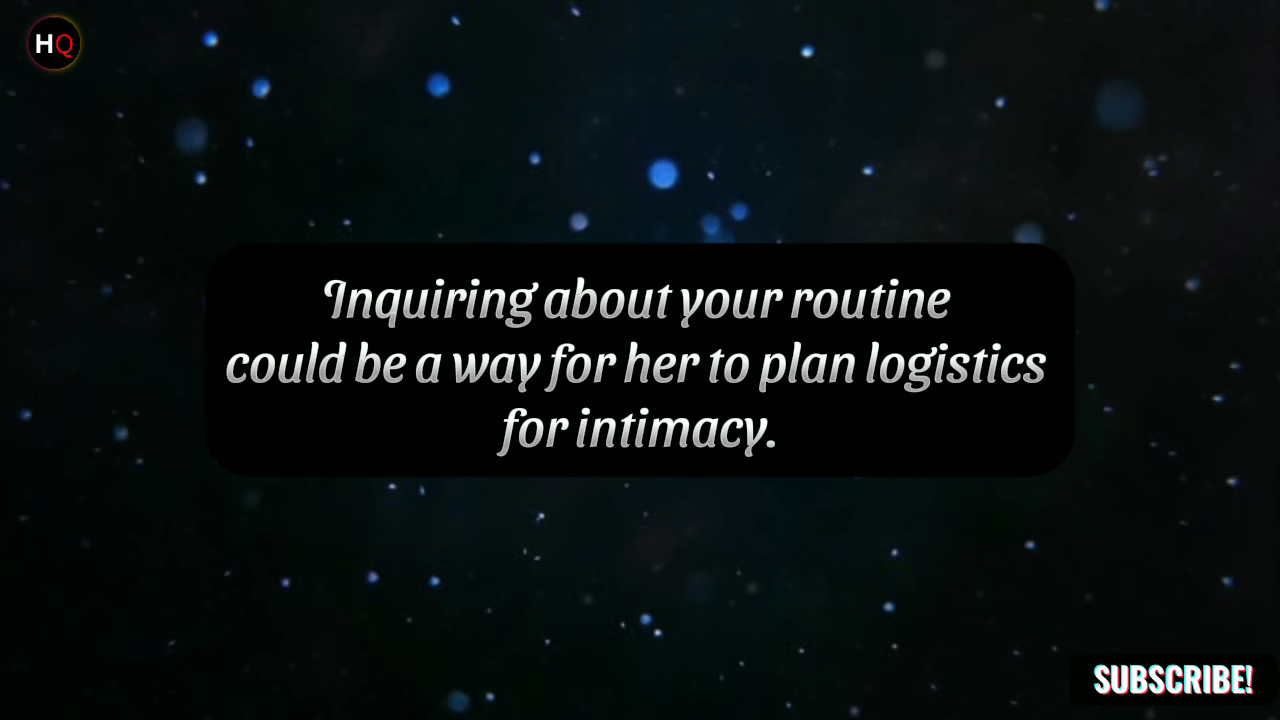 HQ
Inquiring about your routine
could be a way for her to plan logistics
for intimacy.
SUBSCRIBE!